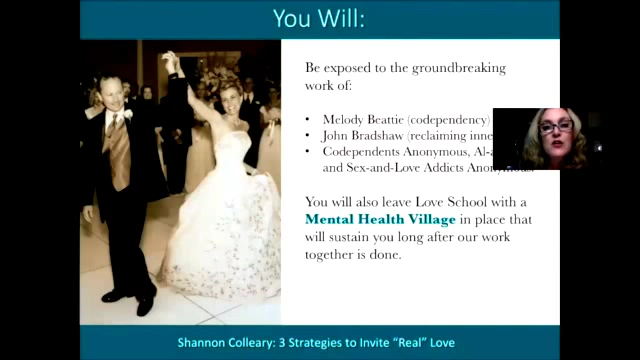 You Will:
Be exposed to the groundbreaking
work of:
• Melody Beattie (codependency)
• John Bradshaw (reclaiming
• Codependents Anonymous,
and Sex-and-Love Addicts
You will also leave Love School with a
Mental Health Village in place that
will sustain you long after our work
together is done.
Shannon Colleary: 3 Strategies to Invite “Real” Love